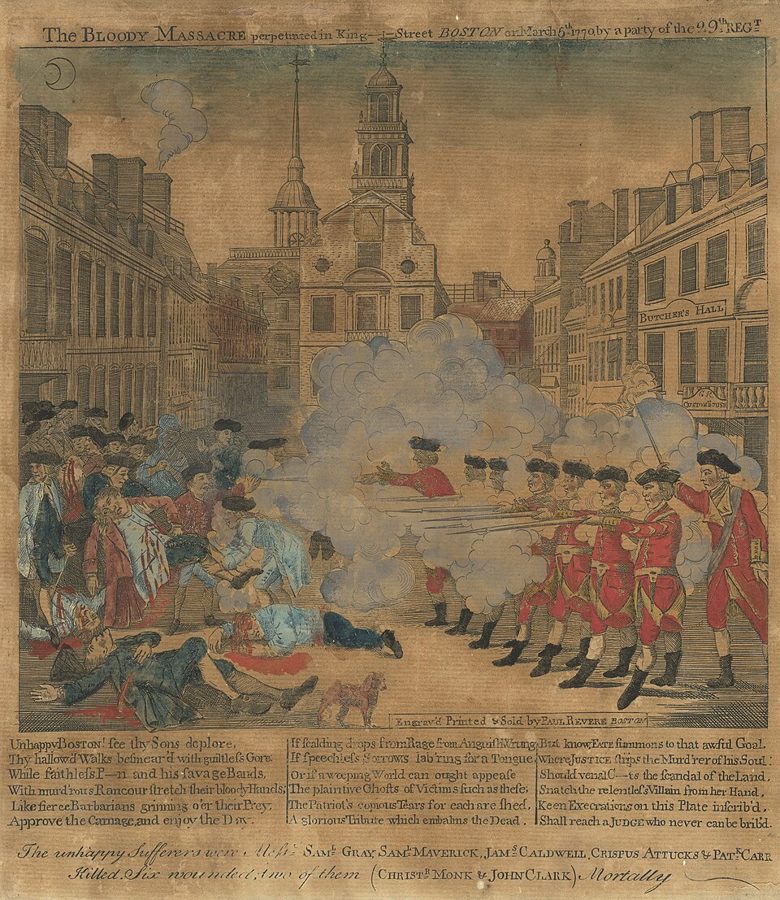 The BLOODY MASSACRE perpetrated in King—Street BOSTON on March 5th 1770, by a party of the 29th REGT
BUTCHER'S HALL
CUSTOM HOUSE
Engrav'd Printed & Sold by PAUL REVERE BOSTON
Unhappy BOSTON! see thy Sons deplore,
Thy hallow'd Walks besmear'd with guiltless Gore.
While faithless P—n and his savage Bands,
With murd'rous Rancour stretch their bloody Hands;
Like fierce Barbarians grinning o'er their Prey,
Approve the Carnage, and enjoy the Day.
If scalding drops from Rage from Anguish Wrung,
If speechless Sorrows lab'ring for a Tongue,
Or if a weeping World can ought appease
The plaintive Ghosts of Victims such as these;
The Patriot's copious Tears for each are shed,
A glorious Tribute which embalms the Dead.
But know, FATE summons to that awful Goal,
Where JUSTICE strips the Murd'rer of his Soul:
Should venal C—ts the scandal of the Land,
Snatch the relentless Villain from her Hand,
Keen Execrations on this Plate inscrib'd,
Shall reach a JUDGE who never can be brib'd.
The unhappy Sufferers were Messs SAML GRAY, SAML MAVERICK, JAMS CALDWELL, CRISPUS ATTUCKS & PATK CARR
Killed. Six wounded; two of them (CHRISTR MONK & JOHN CLARK) Mortally